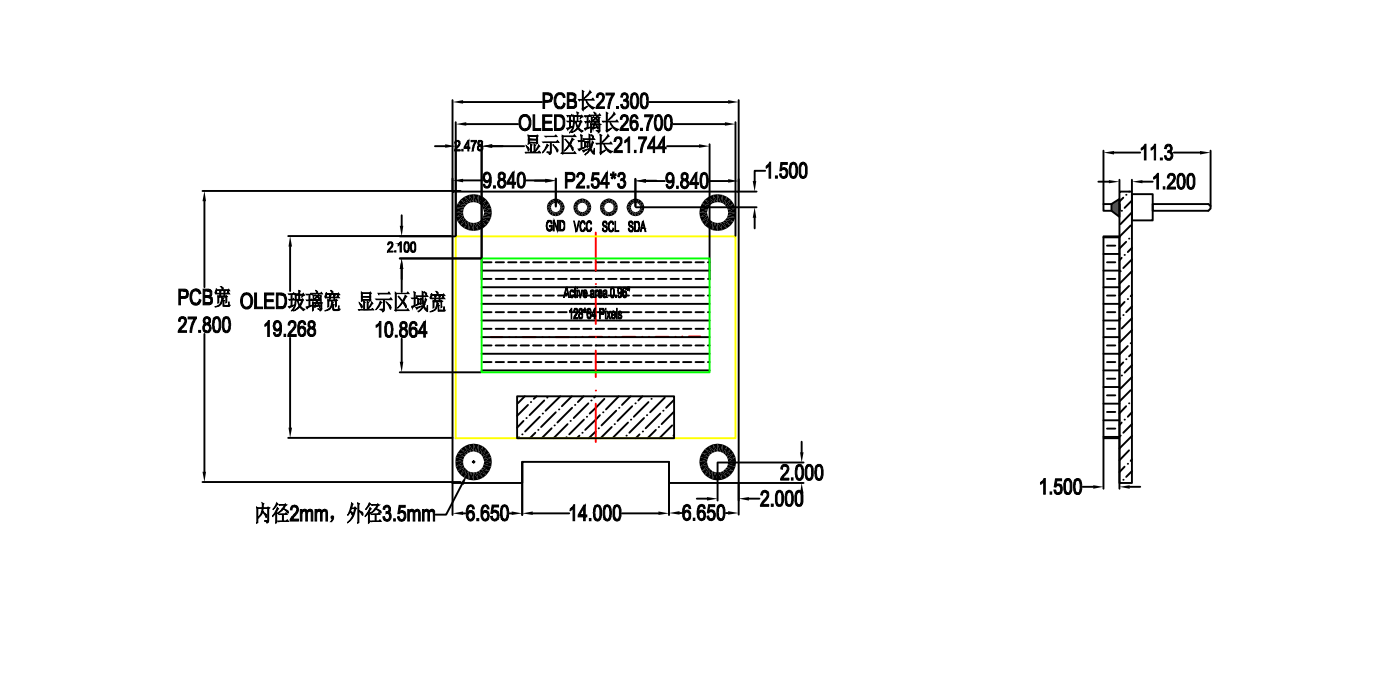 PCB长27.300
OLED玻璃长26.700
2.478
显示区域长21.744
9.840
P2.54*3
9.840
1.500
GND VCC SCL SDA
2.100
PCB宽
27.800
OLED玻璃宽
19.268
显示区域宽
10.864
Active area 0.96"
128*64 Pixels
2.000
2.000
内径2mm，外径3.5mm
6.650
14.000
6.650
11.3
1.200
1.500